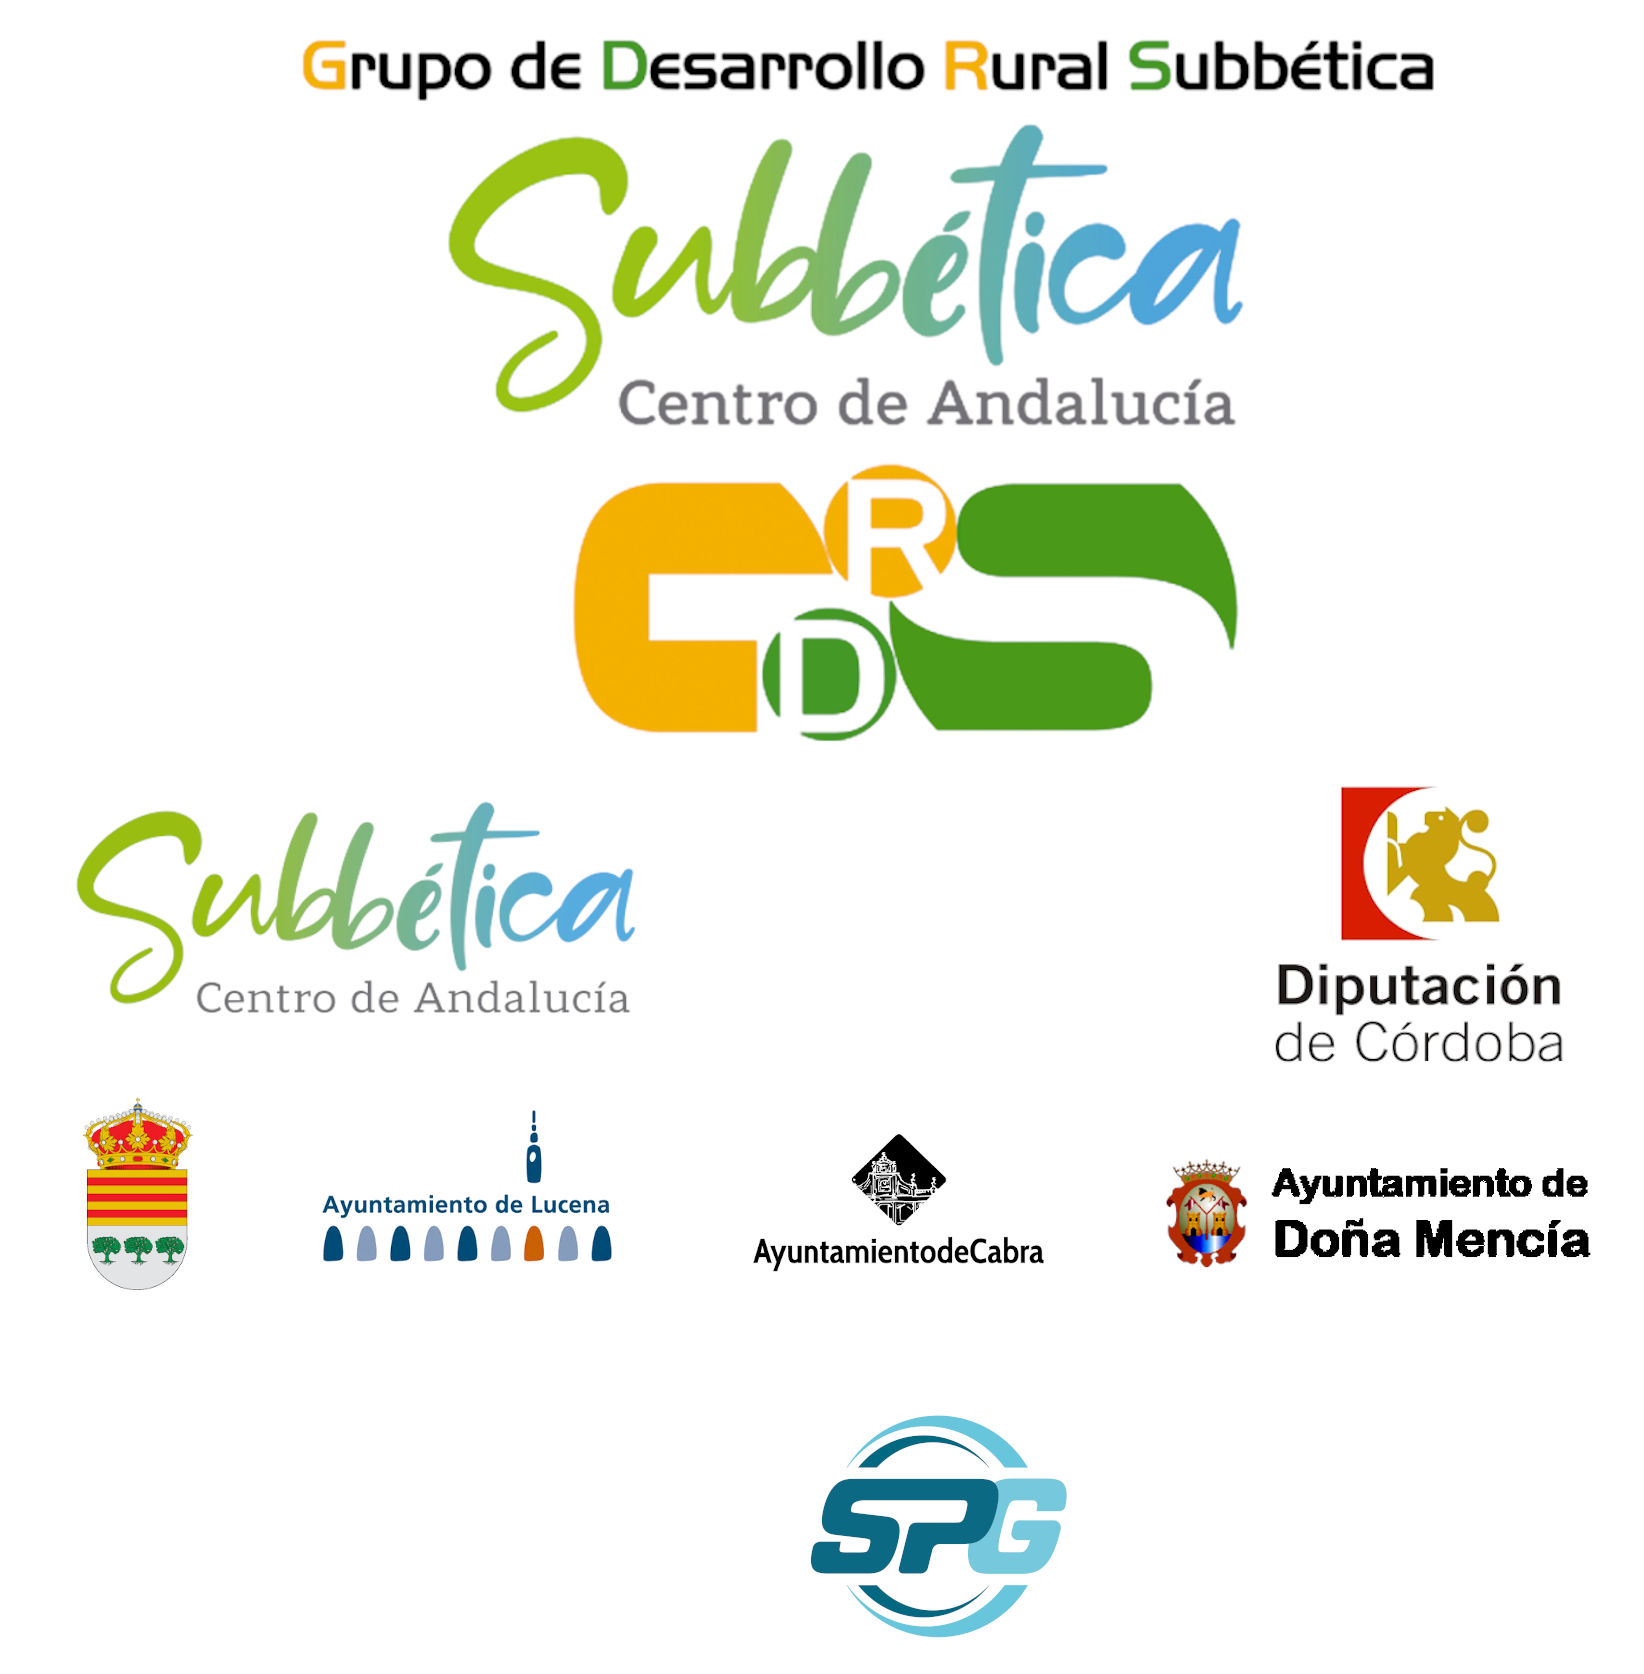 Grupo de Desarrollo Rural Subbética
Subbética
Centro de Andalucía
G R S
D
Subbética
Centro de Andalucía
Diputación
de Córdoba
Ayuntamiento de Lucena
AyuntamientodeCabra
Ayuntamiento de
Doña Mencía
SPG